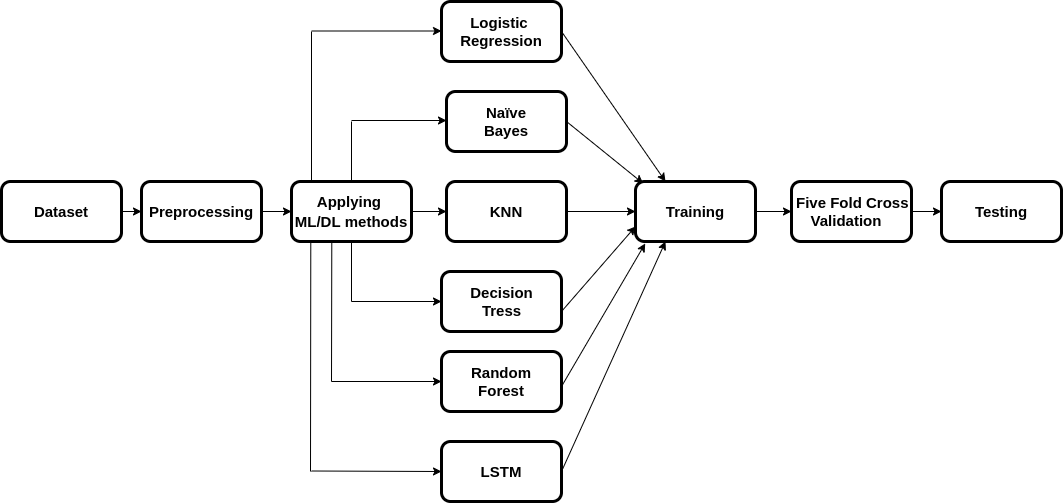 Logistic
Regression
Naïve
Bayes
Dataset
Preprocessing
Applying
ML/DL methods
KNN
Training
Five Fold Cross
Validation
Testing
Decision
Tress
Random
Forest
LSTM